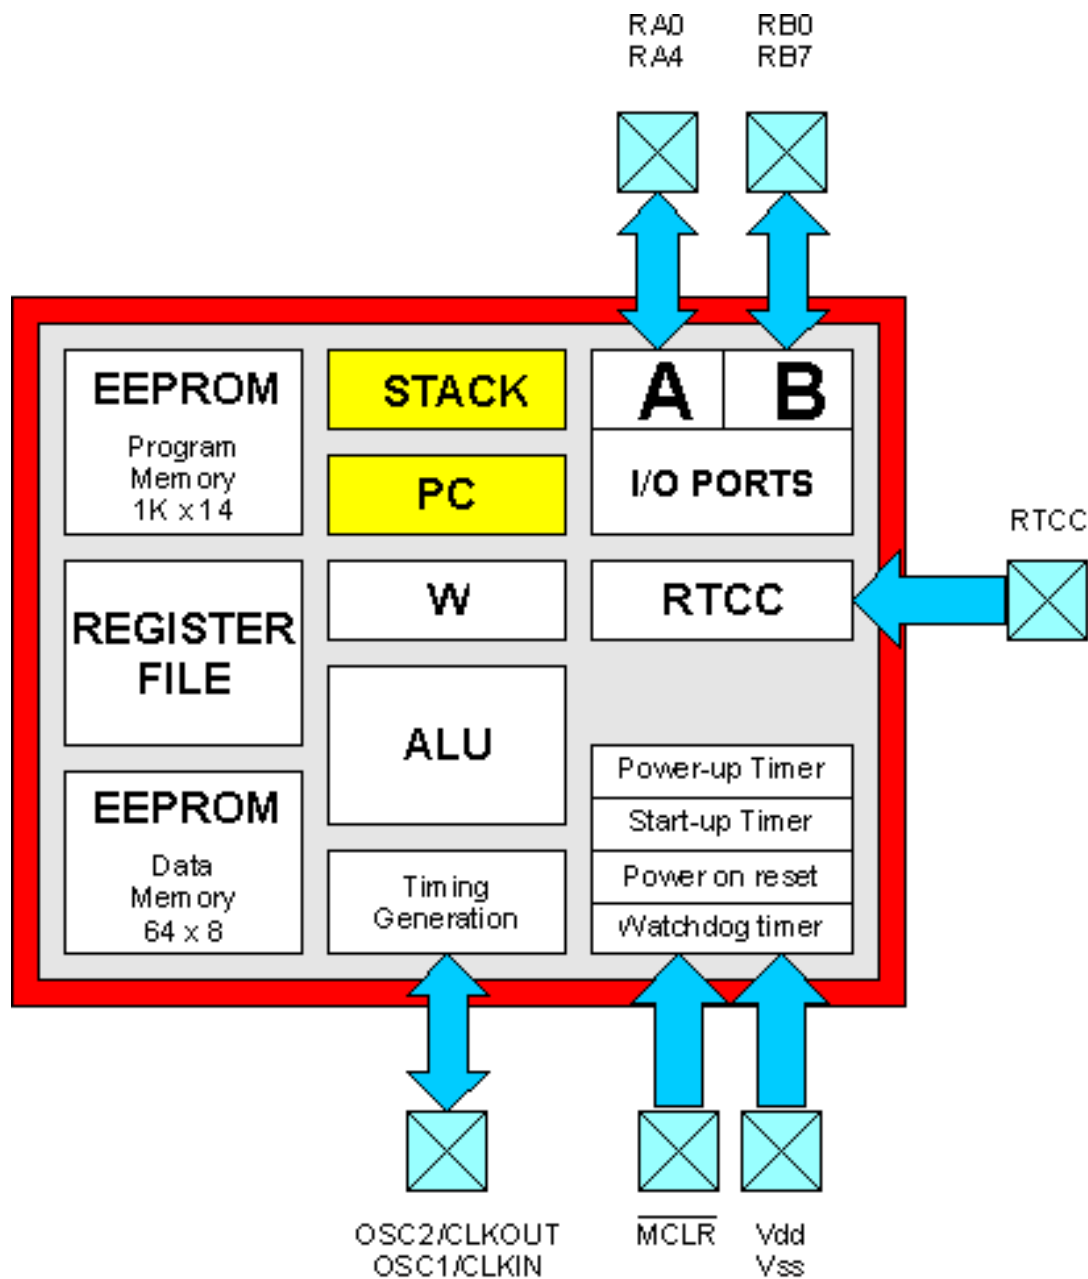 RA0
RA4
RB0
RB7
EEPROM
Program
Memory
1K x 14
STACK
PC
A
B
I/O PORTS
RTCC
REGISTER
FILE
W
RTCC
ALU
EEPROM
Data
Memory
64 x 8
Timing
Generation
Power-up Timer
Start-up Timer
Power on reset
Watchdog timer
OSC2/CLKOUT
OSC1/CLKIN
MCLR
Vdd
Vss